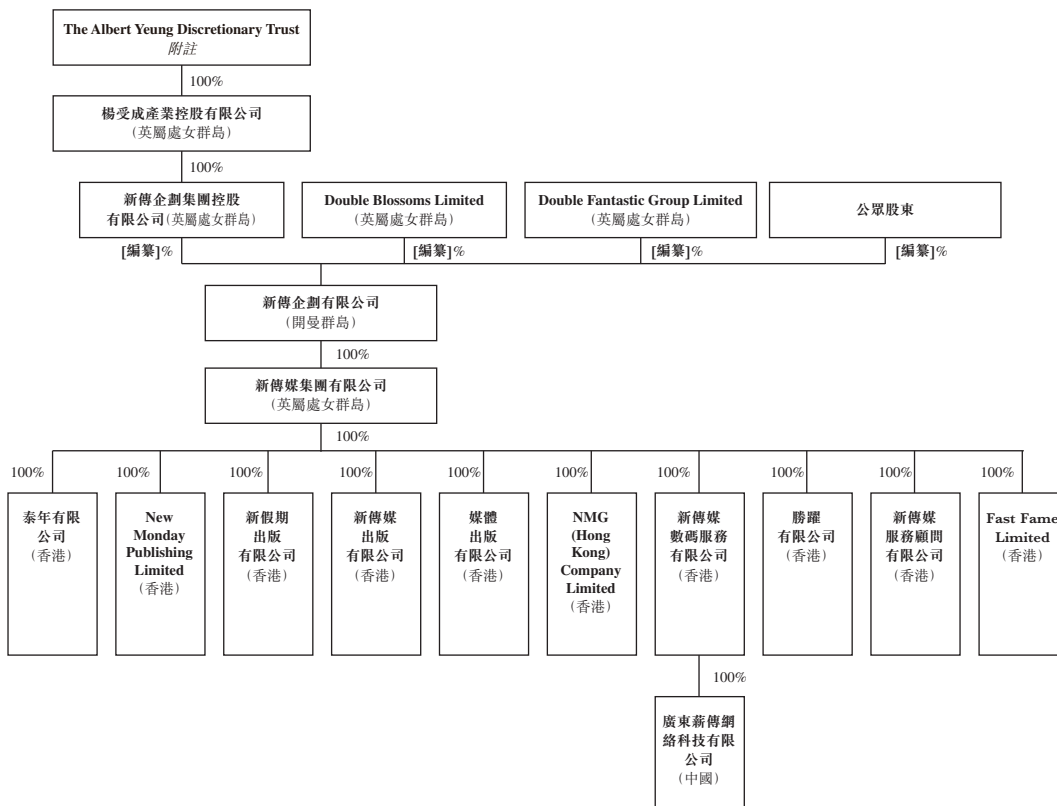 The Albert Yeung Discretionary Trust
附註
100%
楊受成產業控股有限公司
(英屬處女群島)
100%
新傳企劃集團控股
有限公司(英屬處女群島)
Double Blossoms Limited
(英屬處女群島)
Double Fantastic Group Limited
(英屬處女群島)
公眾股東
[編纂]%
[編纂]%
[編纂]%
[編纂]%
新傳企劃有限公司
(開曼群島)
100%
新傳媒集團有限公司
(英屬處女群島)
100%
100%
100%
100%
100%
100%
100%
100%
100%
100%
100%
泰年有限
公司
(香港)
New
Monday
Publishing
Limited
(香港)
新假期
出版
有限公司
(香港)
新傳媒
出版
有限公司
(香港)
媒體
出版
有限公司
(香港)
NMG
(Hong
Kong)
Company
Limited
(香港)
新傳媒
數碼服務
有限公司
(香港)
勝躍
有限公司
(香港)
新傳媒
服務顧問
有限公司
(香港)
Fast Fame
Limited
(香港)
100%
廣東薪傳網
絡科技有限
公司
(中國)